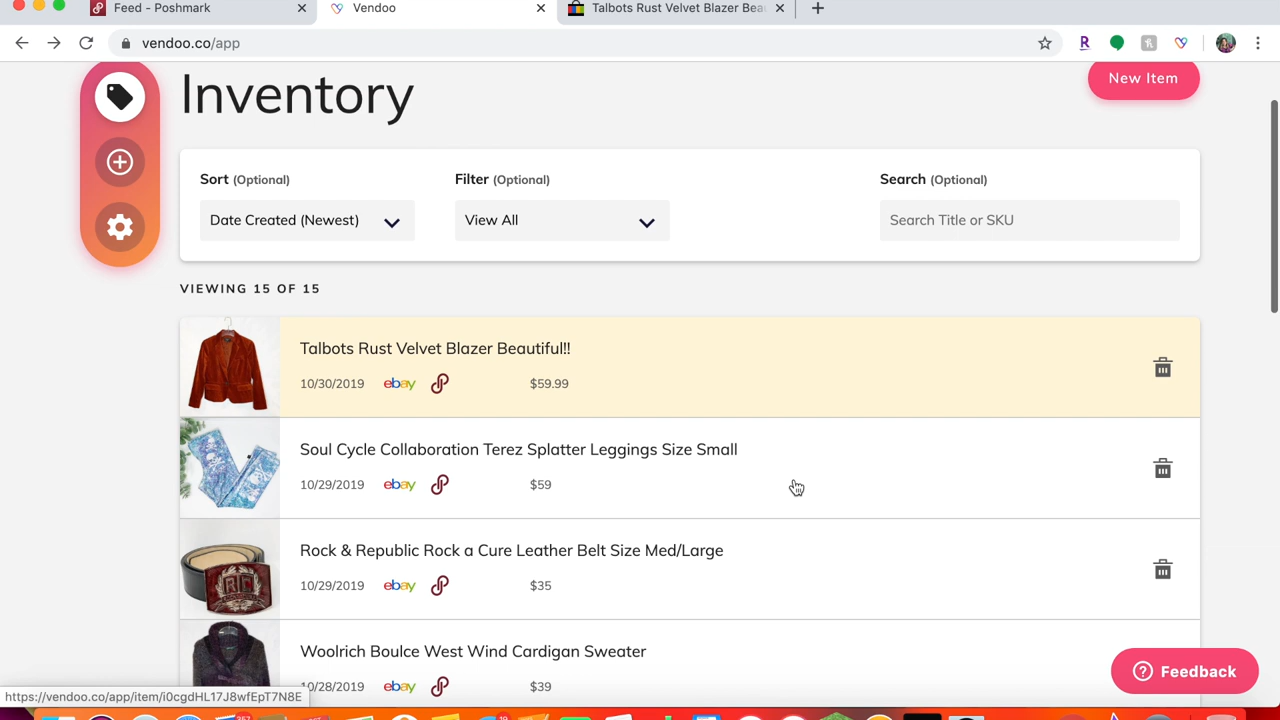 Feed - Poshmark
Vendoo
Talbots Rust Velvet Blazer Bea
vendoo.co/app
Inventory
New Item
Sort (Optional)
Filter (Optional)
Search (Optional)
Date Created (Newest)
View All
Search Title or SKU
VIEWING 15 OF 15
Talbots Rust Velvet Blazer Beautiful!!
10/30/2019 ebay $59.99
Soul Cycle Collaboration Terez Splatter Leggings Size Small
10/29/2019 ebay $59
Rock & Republic Rock a Cure Leather Belt Size Med/Large
10/29/2019 ebay $35
Woolrich Boulce West Wind Cardigan Sweater
10/28/2019 ebay $39
Feedback
https://vendoo.co/app/item/i0cgdHL17J8wfEpT7N8E